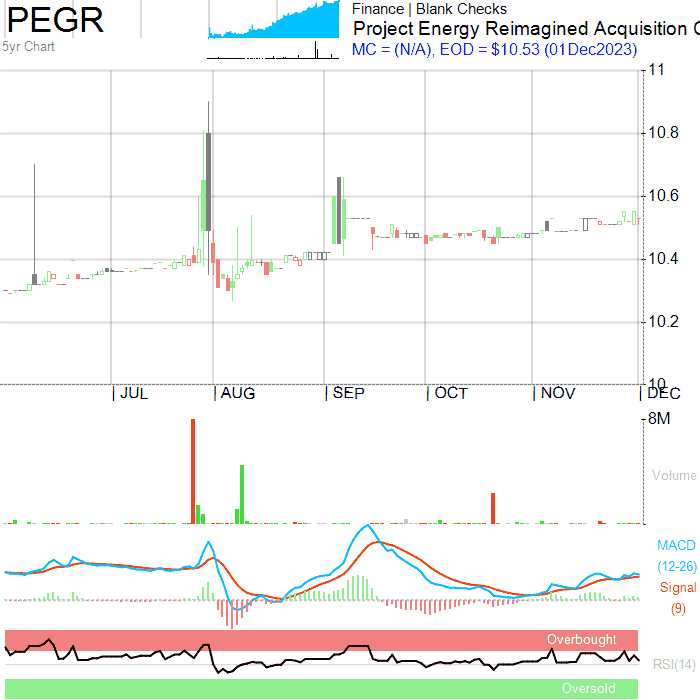 PEGR
5yr Chart
Finance | Blank Checks
Project Energy Reimagined Acquisition C
MC = (N/A), EOD = $10.53 (01Dec2023)
11
10.8
10.6
10.4
10.2
10
| JUL | AUG | SEP | OCT | NOV | DEC
8M
Volume
MACD
(12-26)
Signal
(9)
Overbought
RSI(14)
Oversold